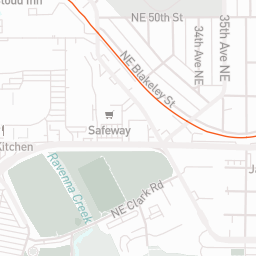 NE 50th St
35th Ave NE
34th Ave NE
NE Blakeley St
Safeway
Kitchen
Ravenna Creek
NE Clark Rd
Inn